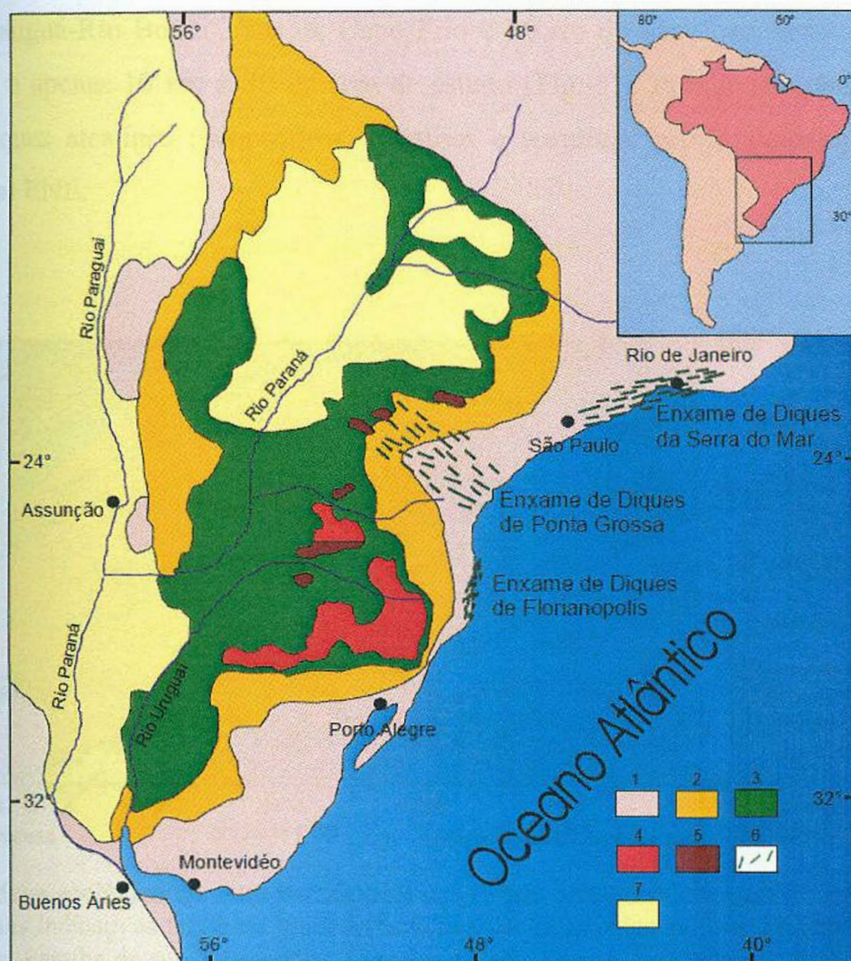 56°
48°
80°
60°
0°
30°
Rio Paraguai
Rio Paraná
Rio de Janeiro
São Paulo
Enxame de Diques
da Serra do Mar
24°
24°
Assunção
Enxame de Diques
de Ponta Grossa
Enxame de Diques
de Florianopolis
Rio Paraná
Rio Uruguai
Porto Alegre
Oceano Atlântico
32°
32°
1
2
3
4
5
6
7
Montevidéo
Buenos Áries
56°
48°
40°